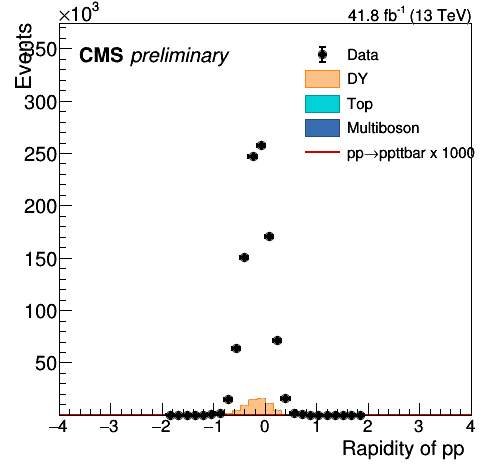 ×10³
41.8 fb⁻¹ (13 TeV)
Events
CMS preliminary
Data
DY
Top
Multiboson
pp→ppttbar x 1000
350
300
250
200
150
100
50
−4 −3 −2 −1 0 1 2 3 4
Rapidity of pp